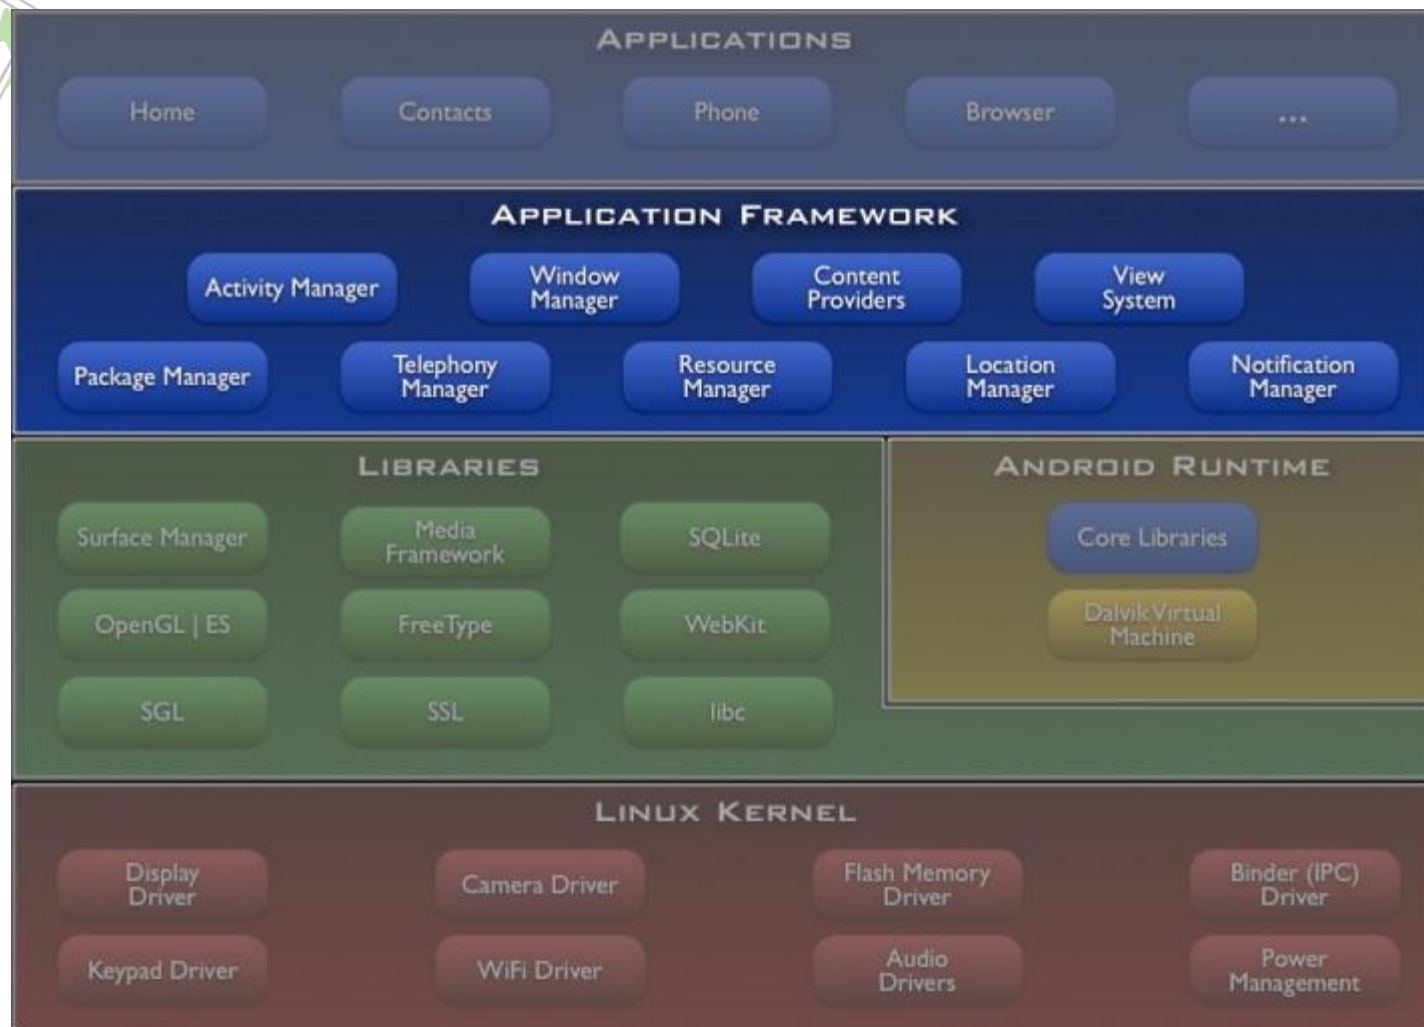 APPLICATIONS
Home
Contacts
Phone
Browser
...
APPLICATION FRAMEWORK
Activity Manager
Window
Manager
Content
Providers
View
System
Package Manager
Telephony
Manager
Resource
Manager
Location
Manager
Notification
Manager
LIBRARIES
Surface Manager
Media
Framework
SQLite
OpenGL | ES
FreeType
WebKit
SGL
SSL
libc
ANDROID RUNTIME
Core Libraries
Dalvik Virtual
Machine
LINUX KERNEL
Display
Driver
Camera Driver
Flash Memory
Driver
Binder (IPC)
Driver
Keypad Driver
WiFi Driver
Audio
Drivers
Power
Management